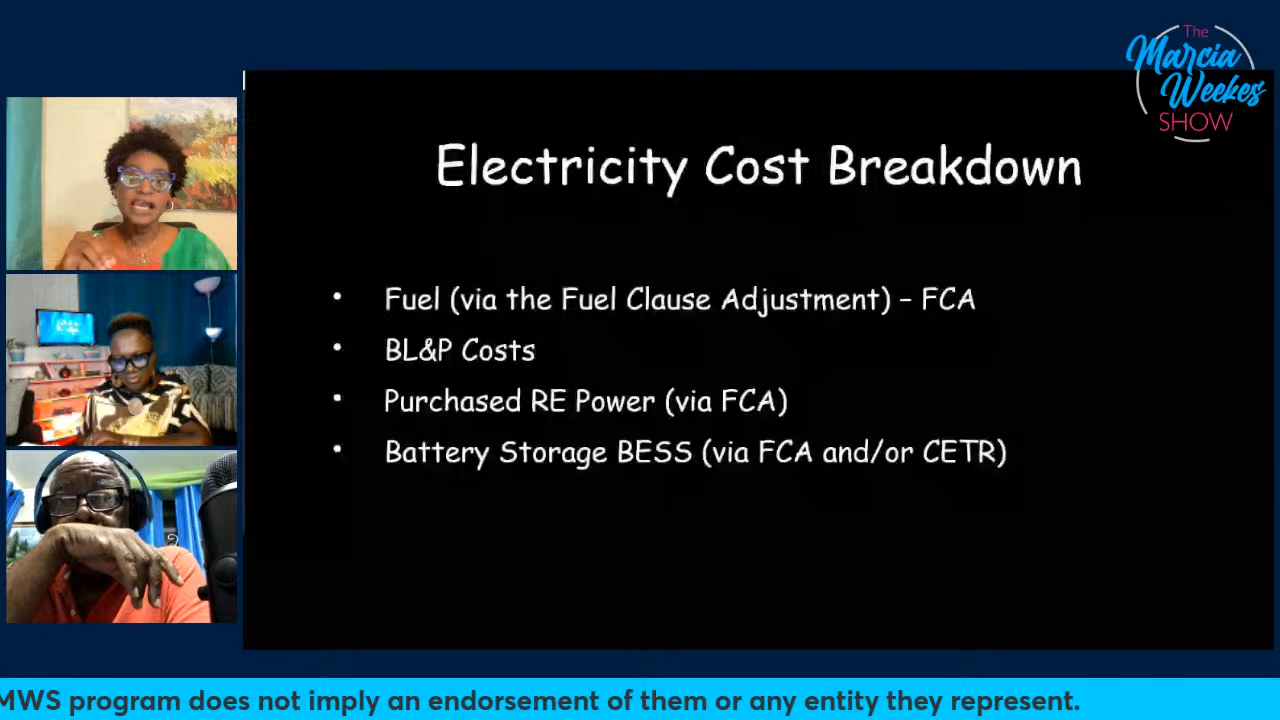 The
Marcia
Weekes
SHOW
Electricity Cost Breakdown
• Fuel (via the Fuel Clause Adjustment) – FCA
• BL&P Costs
• Purchased RE Power (via FCA)
• Battery Storage BESS (via FCA and/or CETR)
MWS program does not imply an endorsement of them or any entity they represent.